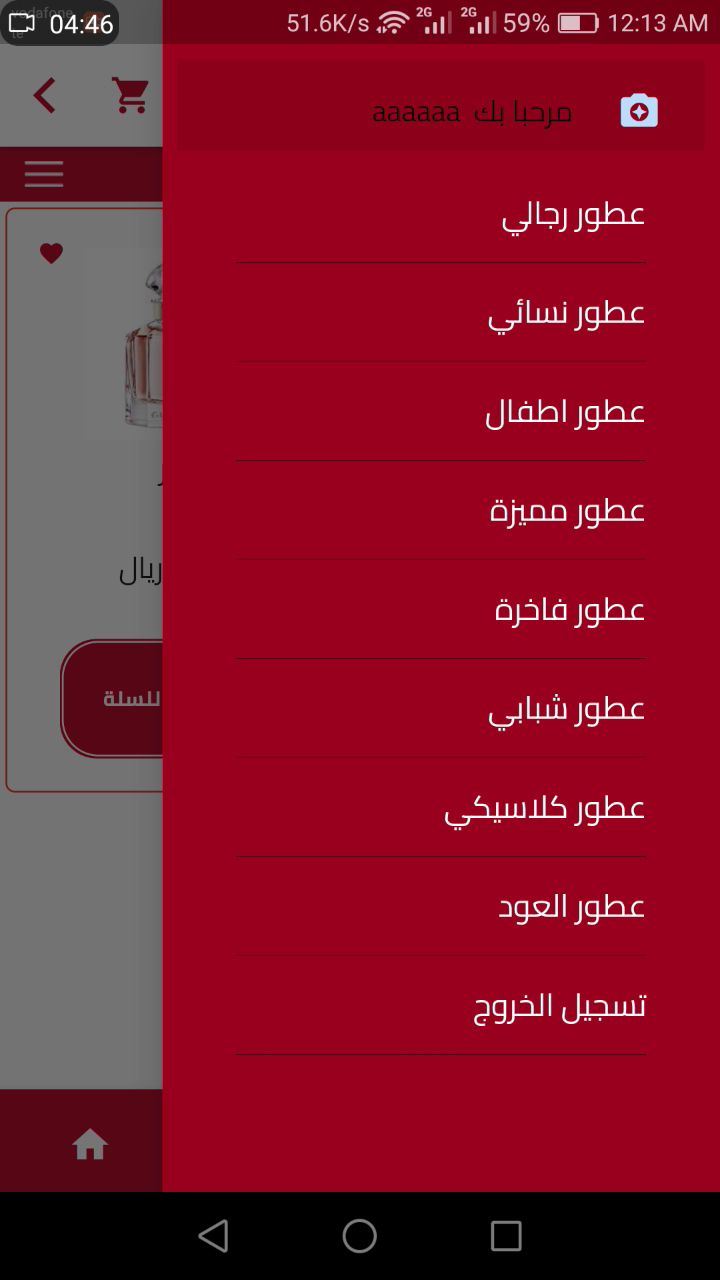 vodafone
04:46
51.6K/s 2G 2G 59% 12:13 AM
مرحبا بك aaaaaa
عطور رجالي
عطور نسائي
عطور اطفال
عطور مميزة
عطور فاخرة
عطور شبابي
عطور كلاسيكي
عطور العود
تسجيل الخروج
ريال
للسلة